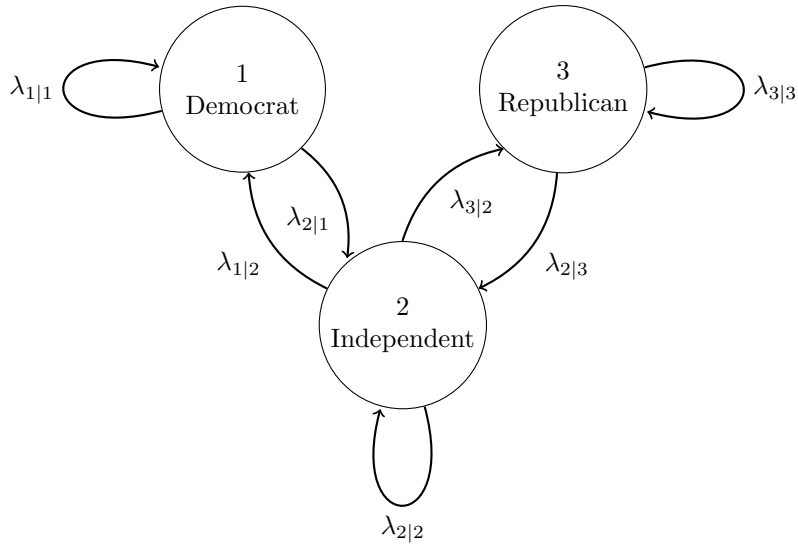 1
Democrat
3
Republican
λ1|1
λ3|3
λ3|2
λ2|1
λ1|2
λ2|3
2
Independent
λ2|2